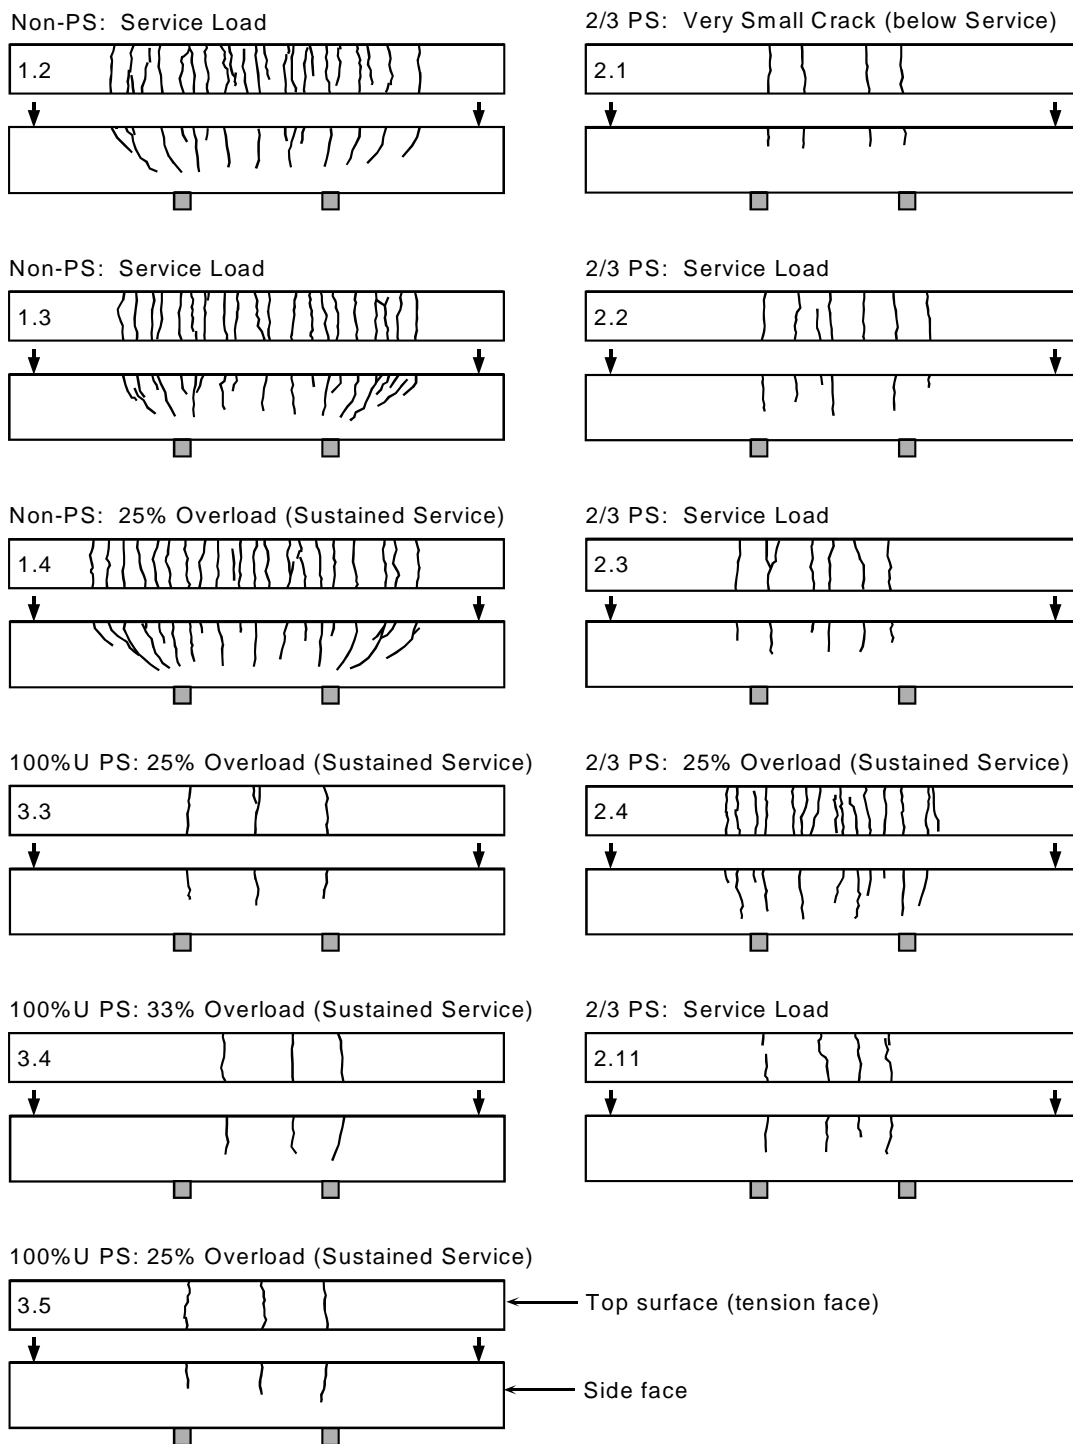 Non-PS: Service Load
1.2
2/3 PS: Very Small Crack (below Service)
2.1
Non-PS: Service Load
1.3
2/3 PS: Service Load
2.2
Non-PS: 25% Overload (Sustained Service)
1.4
2/3 PS: Service Load
2.3
100%U PS: 25% Overload (Sustained Service)
3.3
2/3 PS: 25% Overload (Sustained Service)
2.4
100%U PS: 33% Overload (Sustained Service)
3.4
2/3 PS: Service Load
2.11
100%U PS: 25% Overload (Sustained Service)
3.5
Top surface (tension face)
Side face